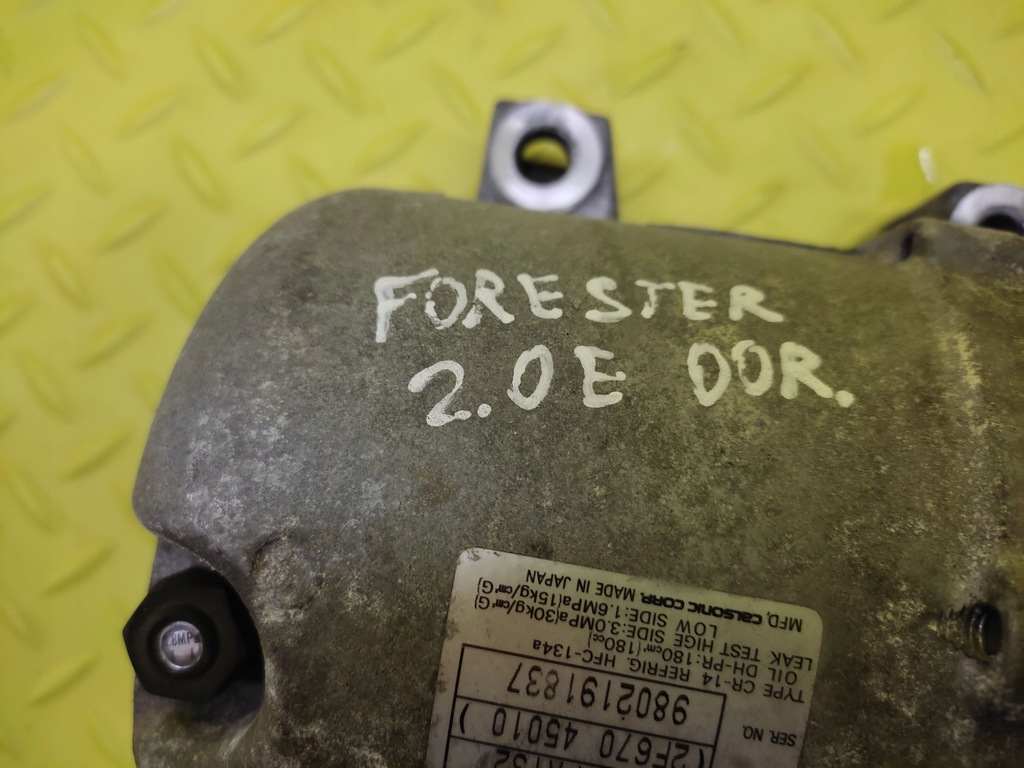 FORESTER
2.0E 00R.
.8MPa
(2F670 45010)
SER. NO. 9802191837
TYPE CR-14 REFRIG. HFC-134a
OIL DH-PR:180cm³(180cc)
LEAK TEST HIGE SIDE:3.0MPa(30kg/cm²G)
LOW SIDE:1.6MPa(15kg/cm²G)
MFD. CALSONIC CORP. MADE IN JAPAN